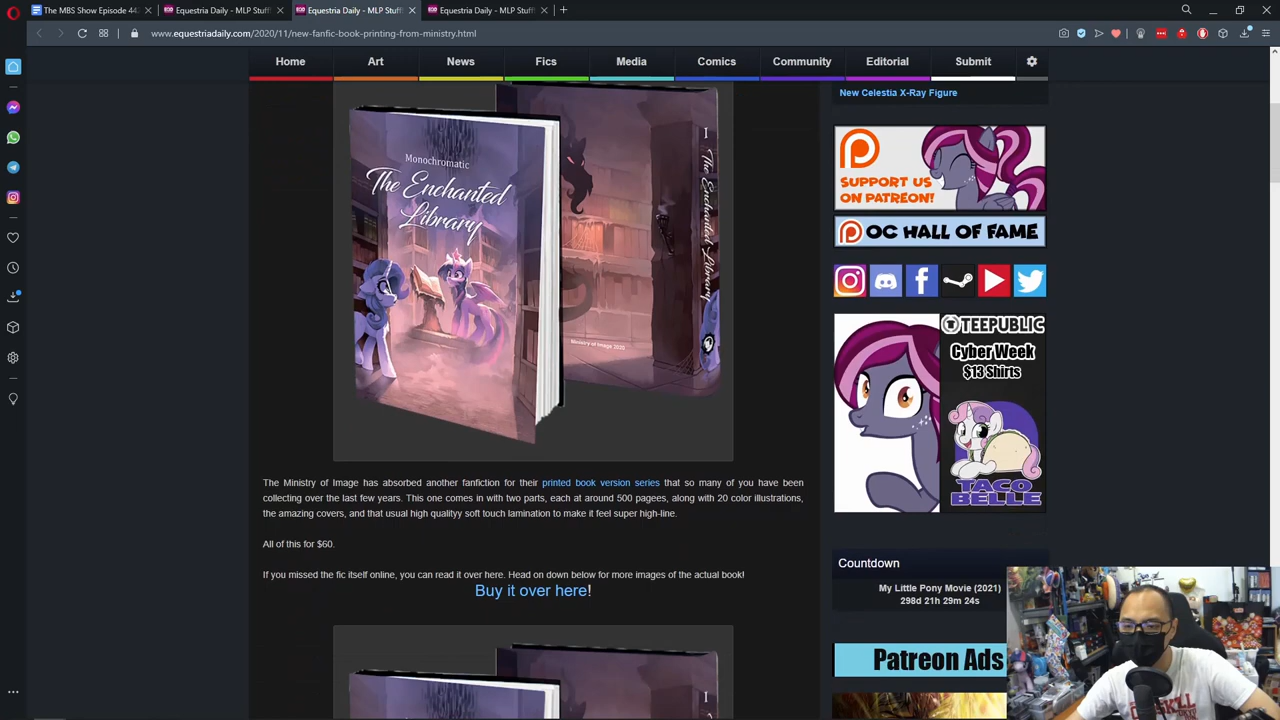 The MBS Show Episode 44
Equestria Daily - MLP Stuff
Equestria Daily - MLP Stuff
Equestria Daily - MLP Stuff
www.equestriadaily.com/2020/11/new-fanfic-book-printing-from-ministry.html
Home Art News Fics Media Comics Community Editorial Submit
New Celestia X-Ray Figure
Monochromatic
The Enchanted
Library
I
The Enchanted Library
Ministry of Image 2020
SUPPORT US
ON PATREON!
OC HALL OF FAME
TEEPUBLIC
Cyber Week
$13 Shirts
TACO
BELLE
The Ministry of Image has absorbed another fanfiction for their printed book version series that so many of you have been
collecting over the last few years. This one comes in with two parts, each at around 500 pagees, along with 20 color illustrations,
the amazing covers, and that usual high qualityy soft touch lamination to make it feel super high-line.
All of this for $60.
If you missed the fic itself online, you can read it over here. Head on down below for more images of the actual book!
Buy it over here!
Countdown
My Little Pony Movie (2021)
298d 21h 29m 24s
Patreon Ads
I